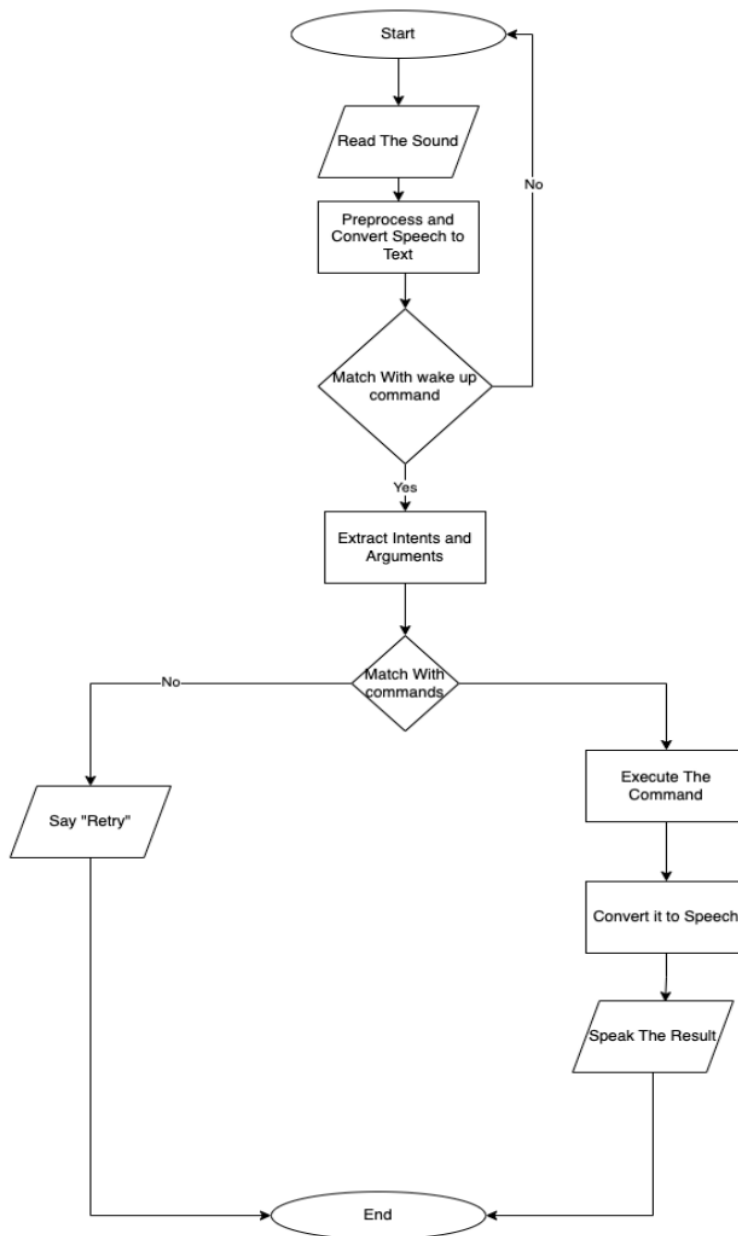 Start
Read The Sound
No
Preprocess and
Convert Speech to
Text
Match With wake up
command
Yes
Extract Intents and
Arguments
Match With
commands
No
Execute The
Command
Say "Retry"
Convert it to Speech
Speak The Result
End